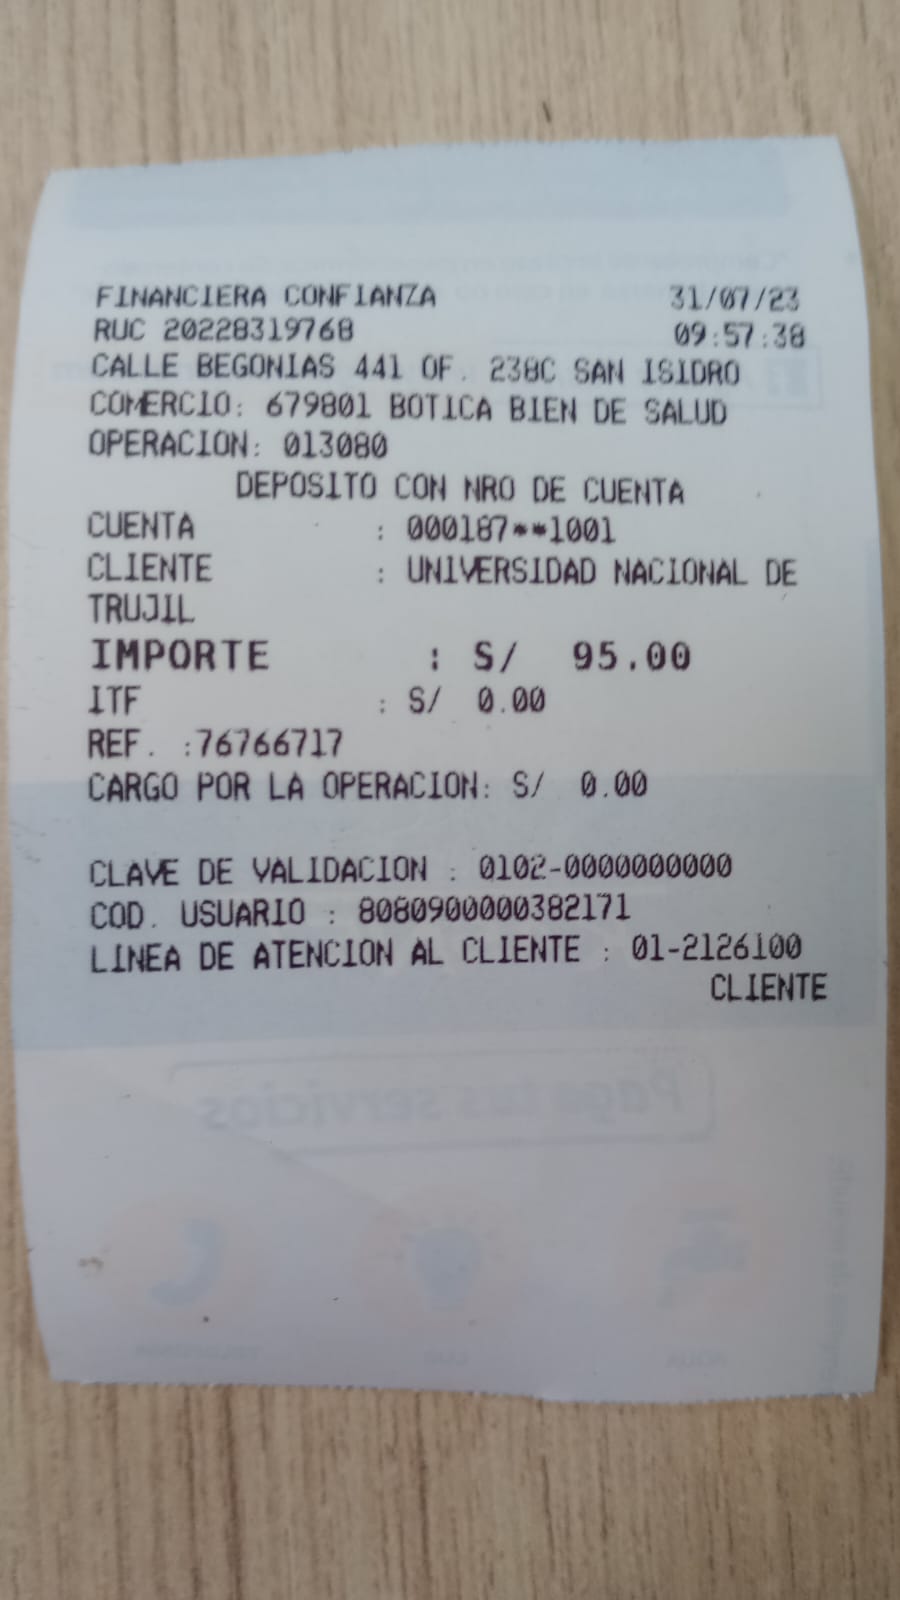 FINANCIERA CONFIANZA 31/07/23
RUC 20228319768 09:57:38
CALLE BEGONIAS 441 OF. 238C SAN ISIDRO
COMERCIO: 679801 BOTICA BIEN DE SALUD
OPERACION: 013080
DEPOSITO CON NRO DE CUENTA
CUENTA : 000187**1001
CLIENTE : UNIVERSIDAD NACIONAL DE
TRUJIL
IMPORTE : S/ 95.00
ITF : S/ 0.00
REF. :76766717
CARGO POR LA OPERACION: S/ 0.00
CLAVE DE VALIDACION : 0102-0000000000
COD. USUARIO : 8080900000382171
LINEA DE ATENCION AL CLIENTE : 01-2126100
CLIENTE
Paga tus servicios